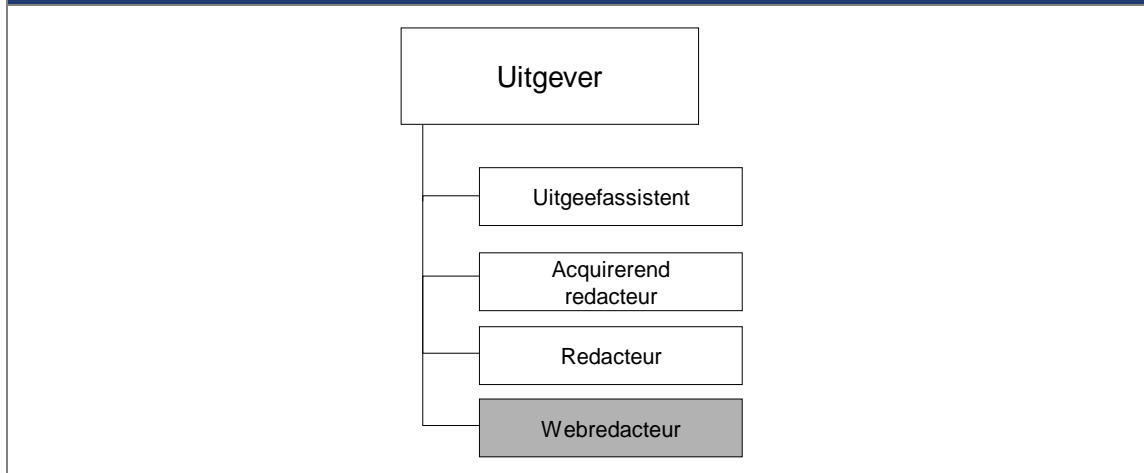 Uitgever
Uitgeefassistent
Acquirerend
redacteur
Redacteur
Webredacteur